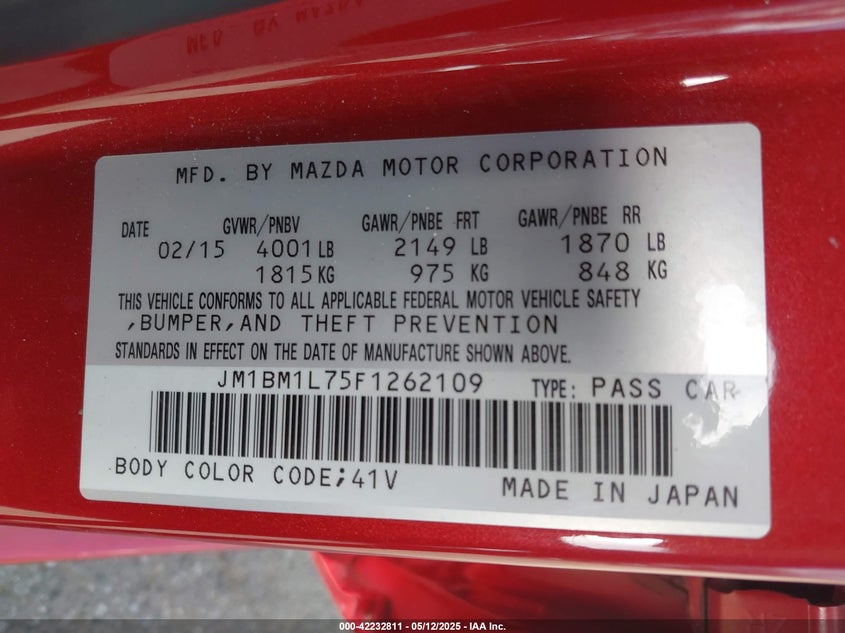 MFD. BY MAZDA MOTOR CORPORATION
DATE GVWR/PNBV GAWR/PNBE FRT GAWR/PNBE RR
02/15 4001 LB 2149 LB 1870 LB
1815 KG 975 KG 848 KG
THIS VEHICLE CONFORMS TO ALL APPLICABLE FEDERAL MOTOR VEHICLE SAFETY
,BUMPER,AND THEFT PREVENTION
STANDARDS IN EFFECT ON THE DATE OF MANUFACTURE SHOWN ABOVE.
JM1BM1L75F1262109 TYPE: PASS CAR
BODY COLOR CODE;41V
MADE IN JAPAN
000-42232811 - 05/12/2025 - IAA Inc.